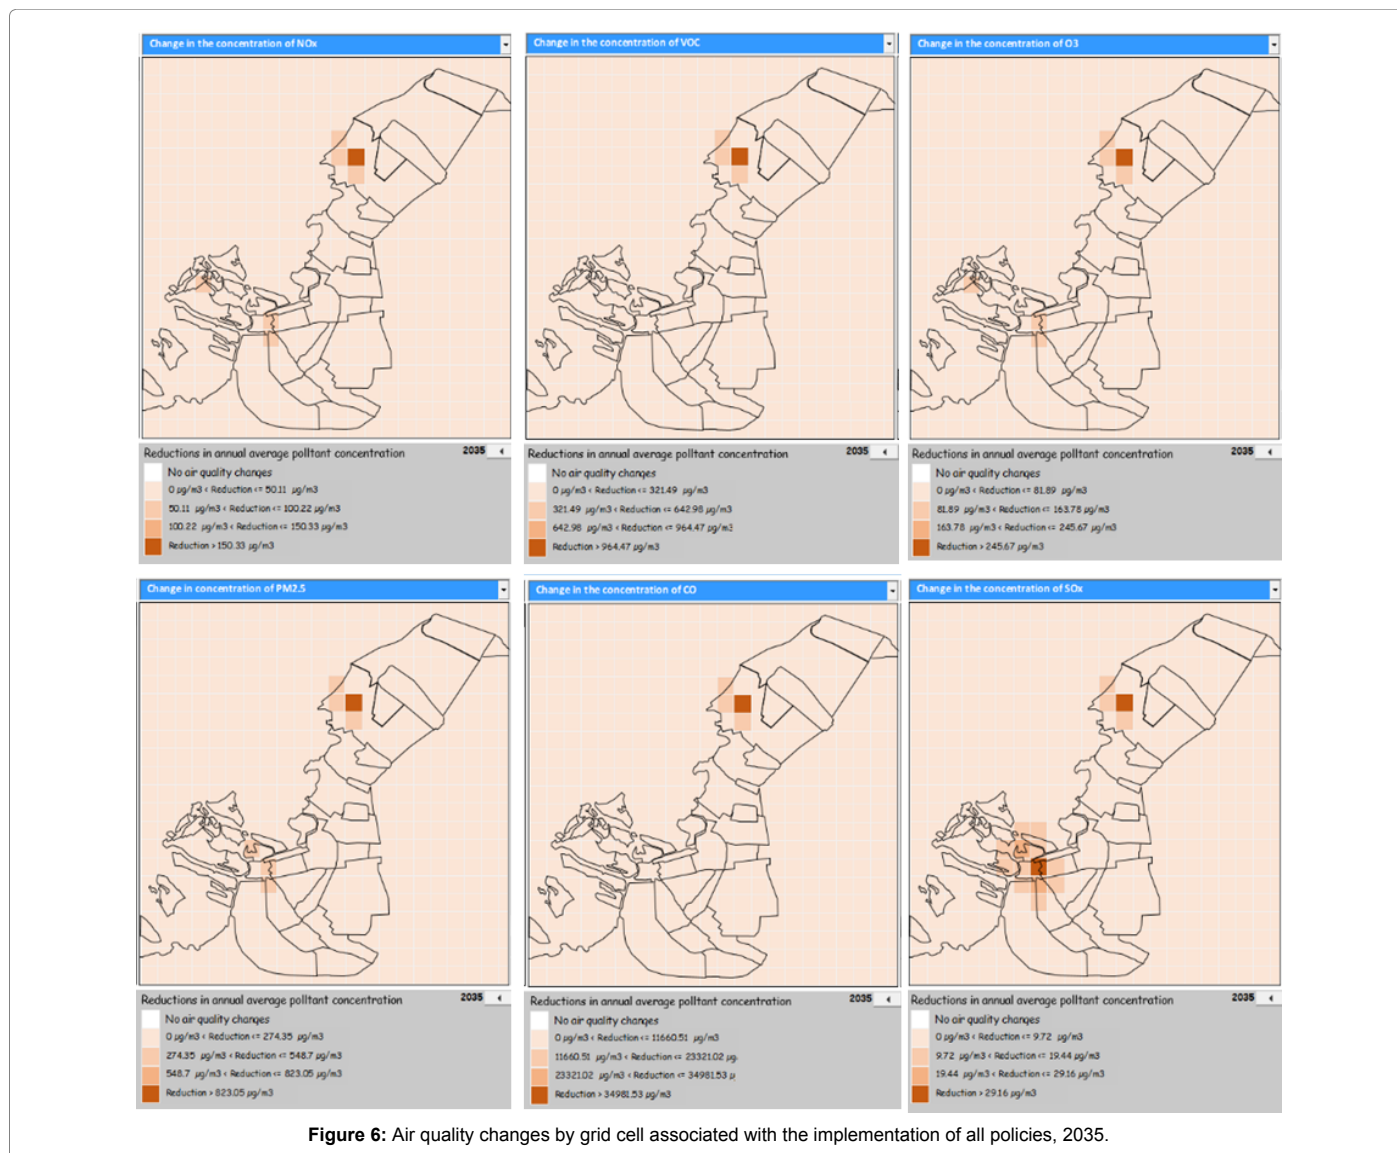 Change in the concentration of NOx
Change in the concentration of VOC
Change in the concentration of O3
Reductions in annual average polltant concentration
2035
No air quality changes
0 µg/m3 < Reduction <= 50.11 µg/m3
50.11 µg/m3 < Reduction <= 100.22 µg/m3
100.22 µg/m3 < Reduction <= 150.33 µg/m3
Reduction > 150.33 µg/m3
Reductions in annual average polltant concentration
2035
No air quality changes
0 µg/m3 < Reduction <= 321.49 µg/m3
321.49 µg/m3 < Reduction <= 642.98 µg/m3
642.98 µg/m3 < Reduction <= 964.47 µg/m3
Reduction > 964.47 µg/m3
Reductions in annual average polltant concentration
No air quality changes
0 µg/m3 < Reduction <= 81.89 µg/m3
81.89 µg/m3 < Reduction <= 163.78 µg/m3
163.78 µg/m3 < Reduction <= 245.67 µg/m3
Reduction > 245.67 µg/m3
2035
Change in concentration of PM2.5
Change in the concentration of CO
Change in the concentration of SOx
Reductions in annual average polltant concentration
2035
No air quality changes
0 µg/m3 < Reduction <= 274.35 µg/m3
274.35 µg/m3 < Reduction <= 548.7 µg/m3
548.7 µg/m3 < Reduction <= 823.05 µg/m3
Reduction > 823.05 µg/m3
Reductions in annual average polltant concentration
2035
No air quality changes
0 µg/m3 < Reduction <= 11660.51 µg/m3
11660.51 µg/m3 < Reduction <= 23321.02 µg
23321.02 µg/m3 < Reduction <= 34981.53 µ
Reduction > 34981.53 µg/m3
Reductions in annual average polltant concentration
2035
No air quality changes
0 µg/m3 < Reduction <= 9.72 µg/m3
9.72 µg/m3 < Reduction <= 19.44 µg/m3
19.44 µg/m3 < Reduction <= 29.16 µg/m3
Reduction > 29.16 µg/m3
Figure 6: Air quality changes by grid cell associated with the implementation of all policies, 2035.